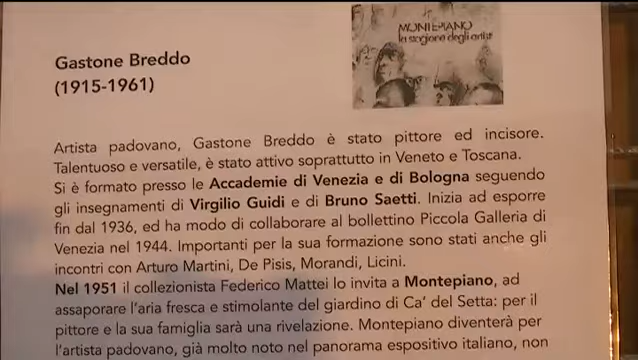 MONTEPIANO
la stagione degli artisti
Gastone Breddo
(1915-1961)
Artista padovano, Gastone Breddo è stato pittore ed incisore.
Talentuoso e versatile, è stato attivo soprattutto in Veneto e Toscana.
Si è formato presso le Accademie di Venezia e di Bologna seguendo
gli insegnamenti di Virgilio Guidi e di Bruno Saetti. Inizia ad esporre
fin dal 1936, ed ha modo di collaborare al bollettino Piccola Galleria di
Venezia nel 1944. Importanti per la sua formazione sono stati anche gli
incontri con Arturo Martini, De Pisis, Morandi, Licini.
Nel 1951 il collezionista Federico Mattei lo invita a Montepiano, ad
assaporare l'aria fresca e stimolante del giardino di Ca' del Setta: per il
pittore e la sua famiglia sarà una rivelazione. Montepiano diventerà per
l'artista padovano, già molto noto nel panorama espositivo italiano, non